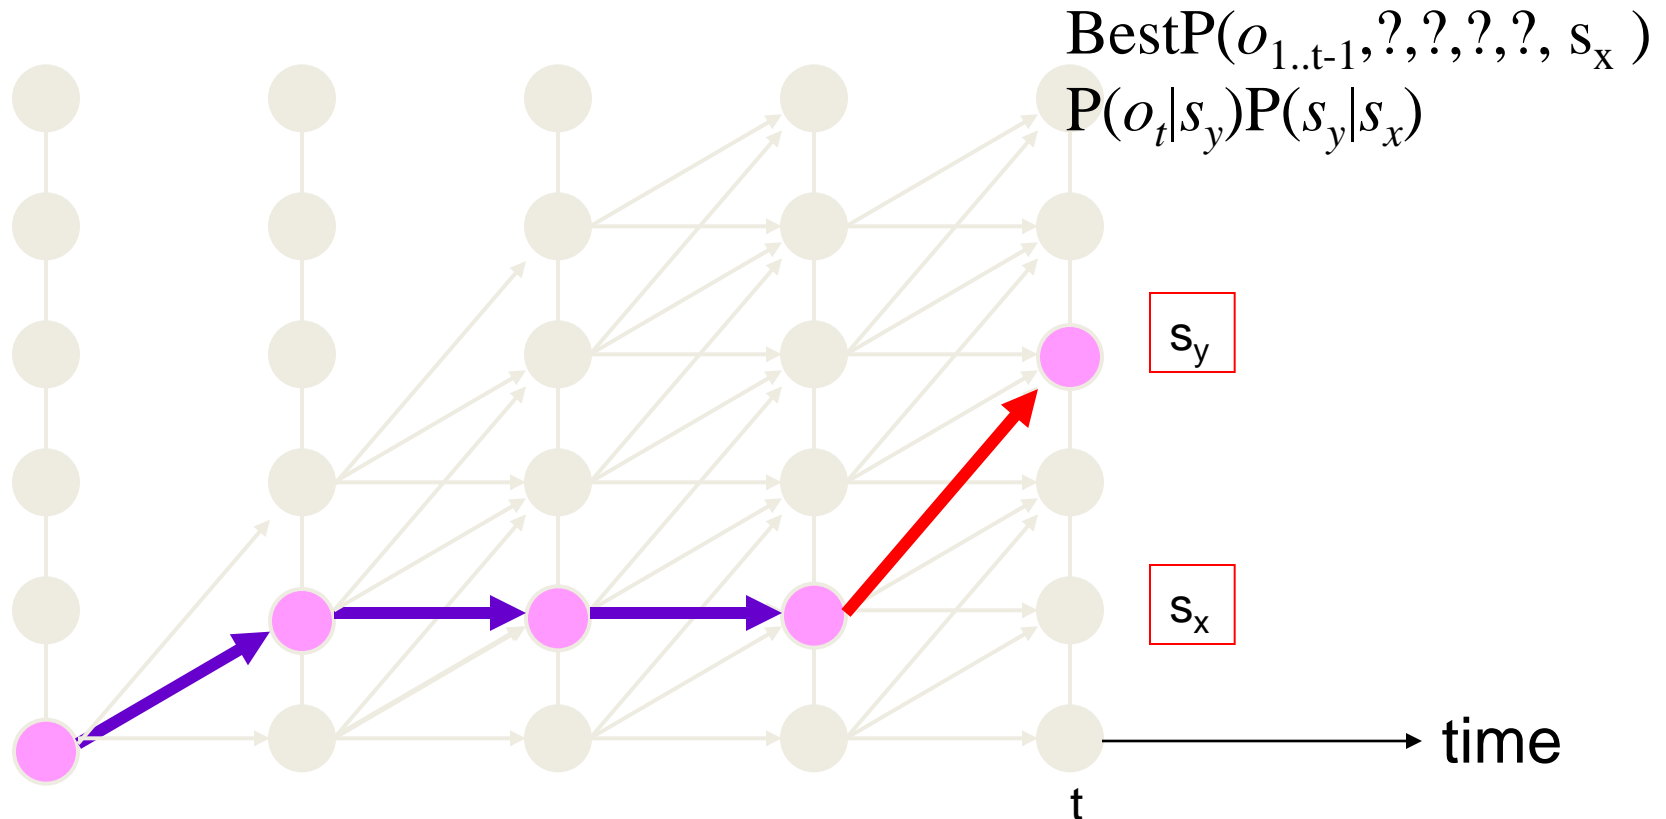 BestP(o1..t-1,?,?,?,?, sx )
P(ot|sy)P(sy|sx)
sy
sx
time
t